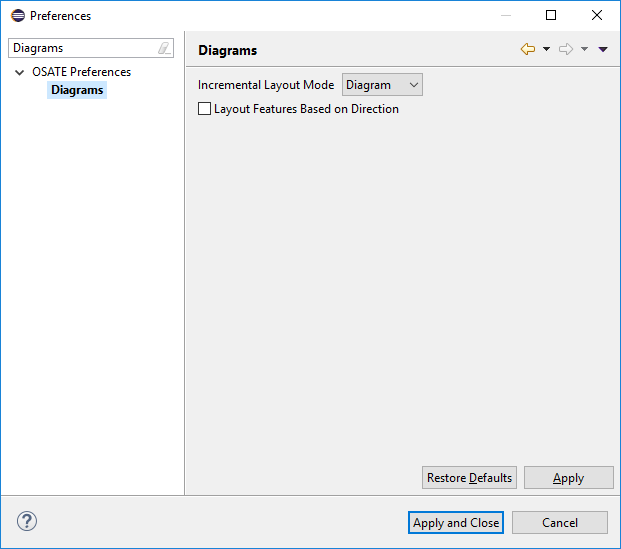 Preferences
Diagrams
OSATE Preferences
Diagrams
Diagrams
Incremental Layout Mode Diagram
Layout Features Based on Direction
Restore Defaults Apply
Apply and Close Cancel